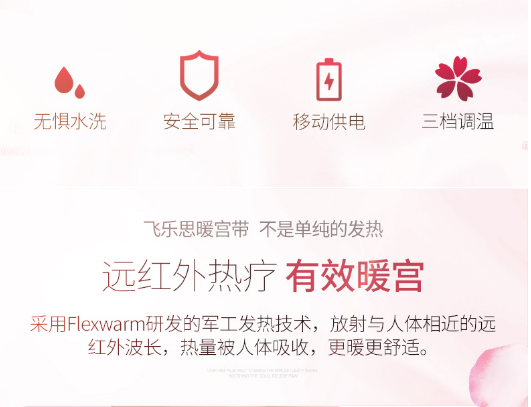 无惧水洗 安全可靠 移动供电 三档调温
飞乐思暖宫带 不是单纯的发热
远红外热疗 有效暖宫
采用Flexwarm研发的军工发热技术，放射与人体相近的远
红外波长，热量被人体吸收，更暖更舒适。